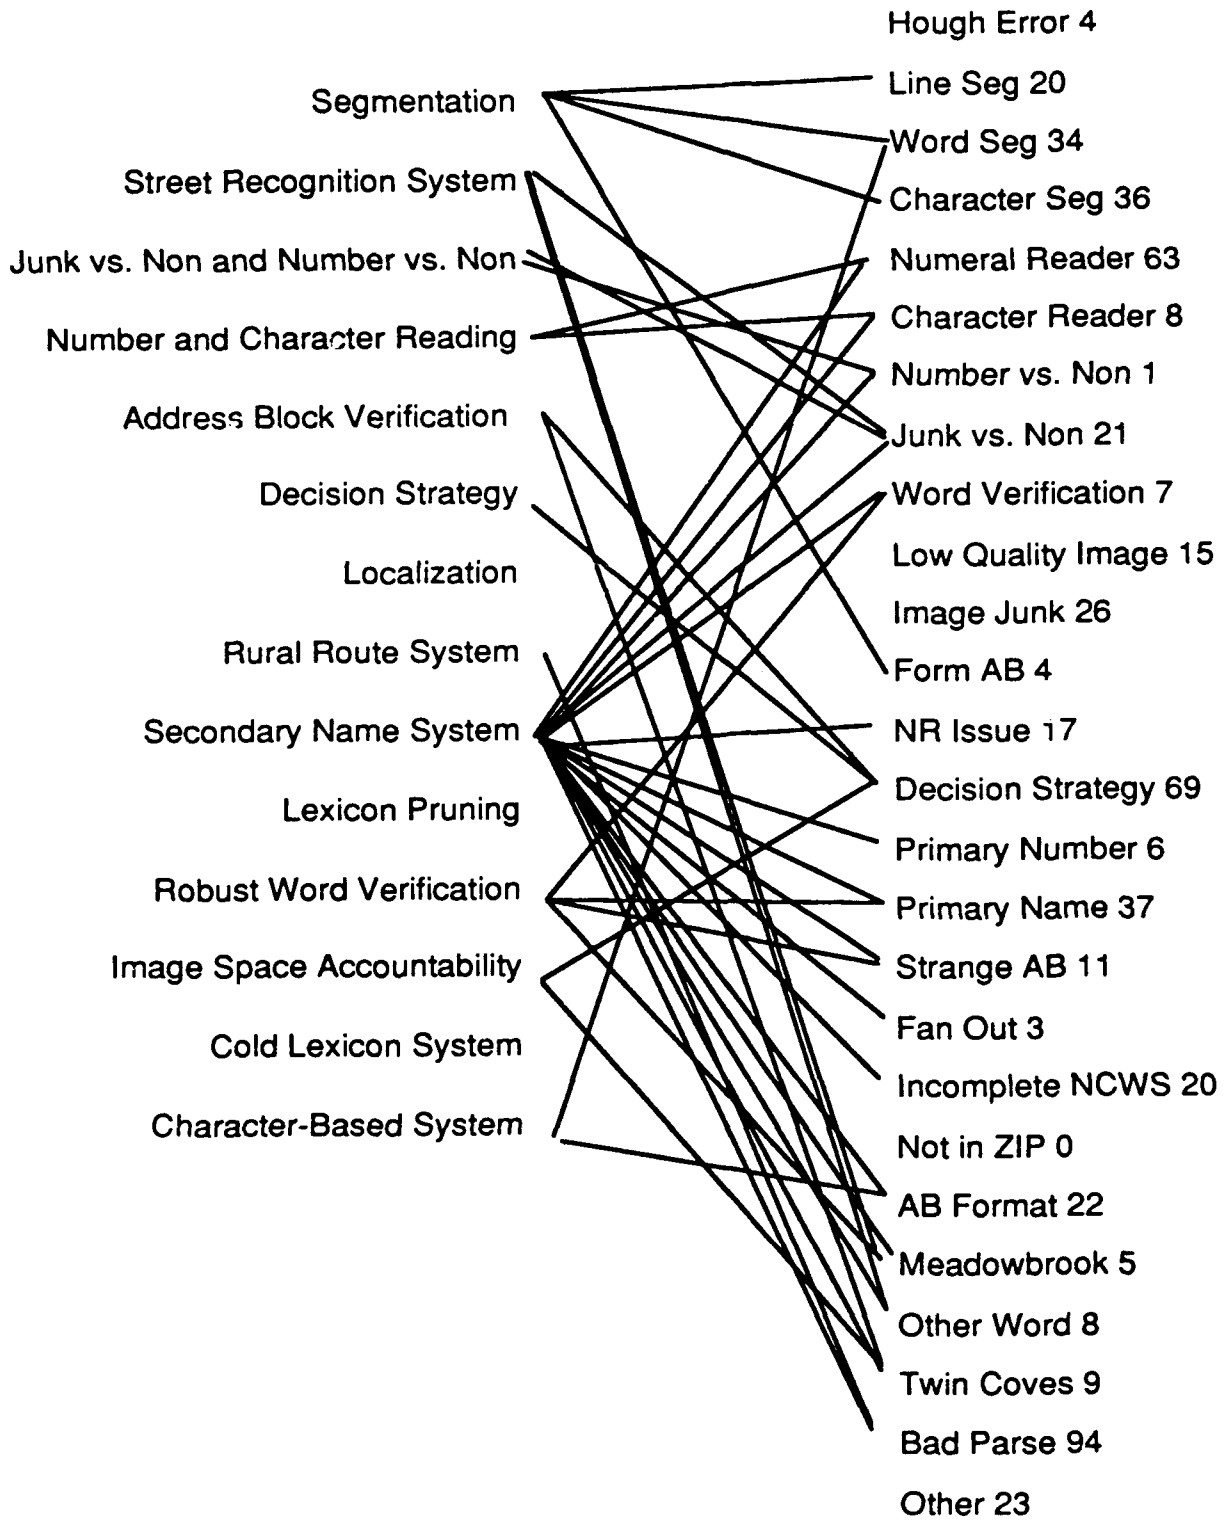 Hough Error 4
Segmentation
Line Seg 20
Word Seg 34
Street Recognition System
Character Seg 36
Junk vs. Non and Number vs. Non
Numeral Reader 63
Number and Character Reading
Character Reader 8
Number vs. Non 1
Address Block Verification
Junk vs. Non 21
Decision Strategy
Word Verification 7
Low Quality Image 15
Localization
Image Junk 26
Rural Route System
Form AB 4
Secondary Name System
NR Issue 17
Decision Strategy 69
Lexicon Pruning
Primary Number 6
Robust Word Verification
Primary Name 37
Image Space Accountability
Strange AB 11
Fan Out 3
Cold Lexicon System
Incomplete NCWS 20
Character-Based System
Not in ZIP 0
AB Format 22
Meadowbrook 5
Other Word 8
Twin Coves 9
Bad Parse 94
Other 23